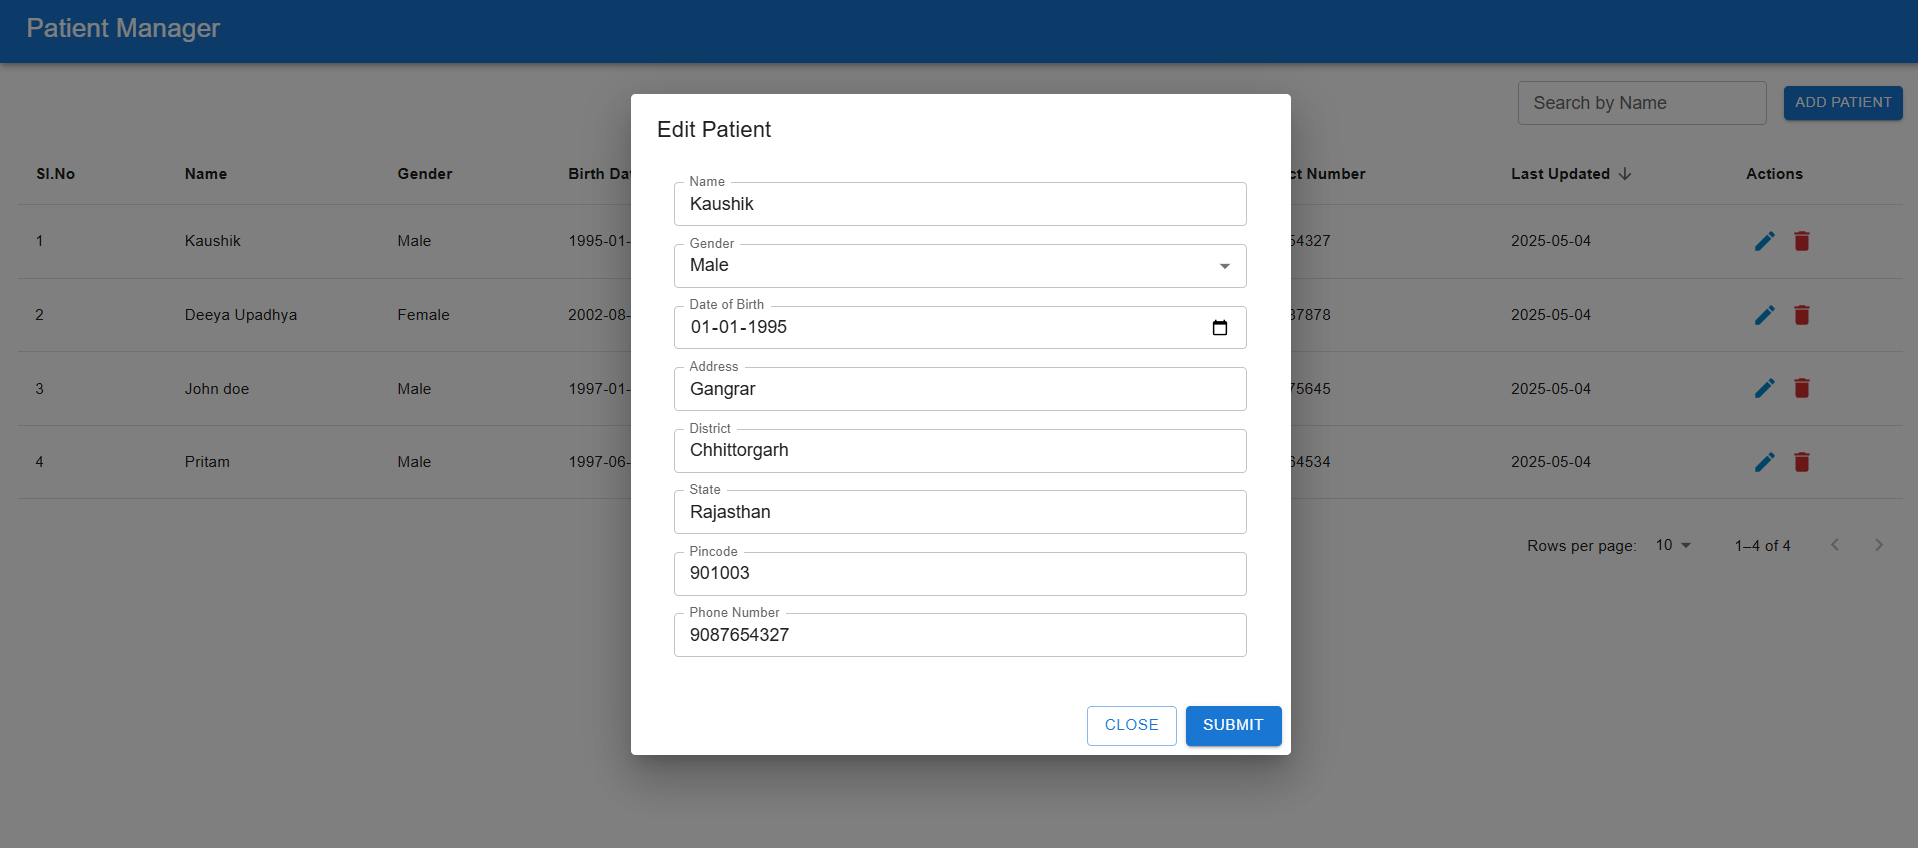 Patient Manager
Search by Name
ADD PATIENT
Edit Patient
Sl.No Name Gender Birth Da ct Number Last Updated Actions
Name
Kaushik
1 Kaushik Male 1995-01- 54327 2025-05-04
Gender
Male
Date of Birth
01-01-1995
2 Deeya Upadhya Female 2002-08- 37878 2025-05-04
Address
Gangrar
3 John doe Male 1997-01- 75645 2025-05-04
District
Chhittorgarh
4 Pritam Male 1997-06- 64534 2025-05-04
State
Rajasthan
Rows per page: 10 1–4 of 4
Pincode
901003
Phone Number
9087654327
CLOSE SUBMIT